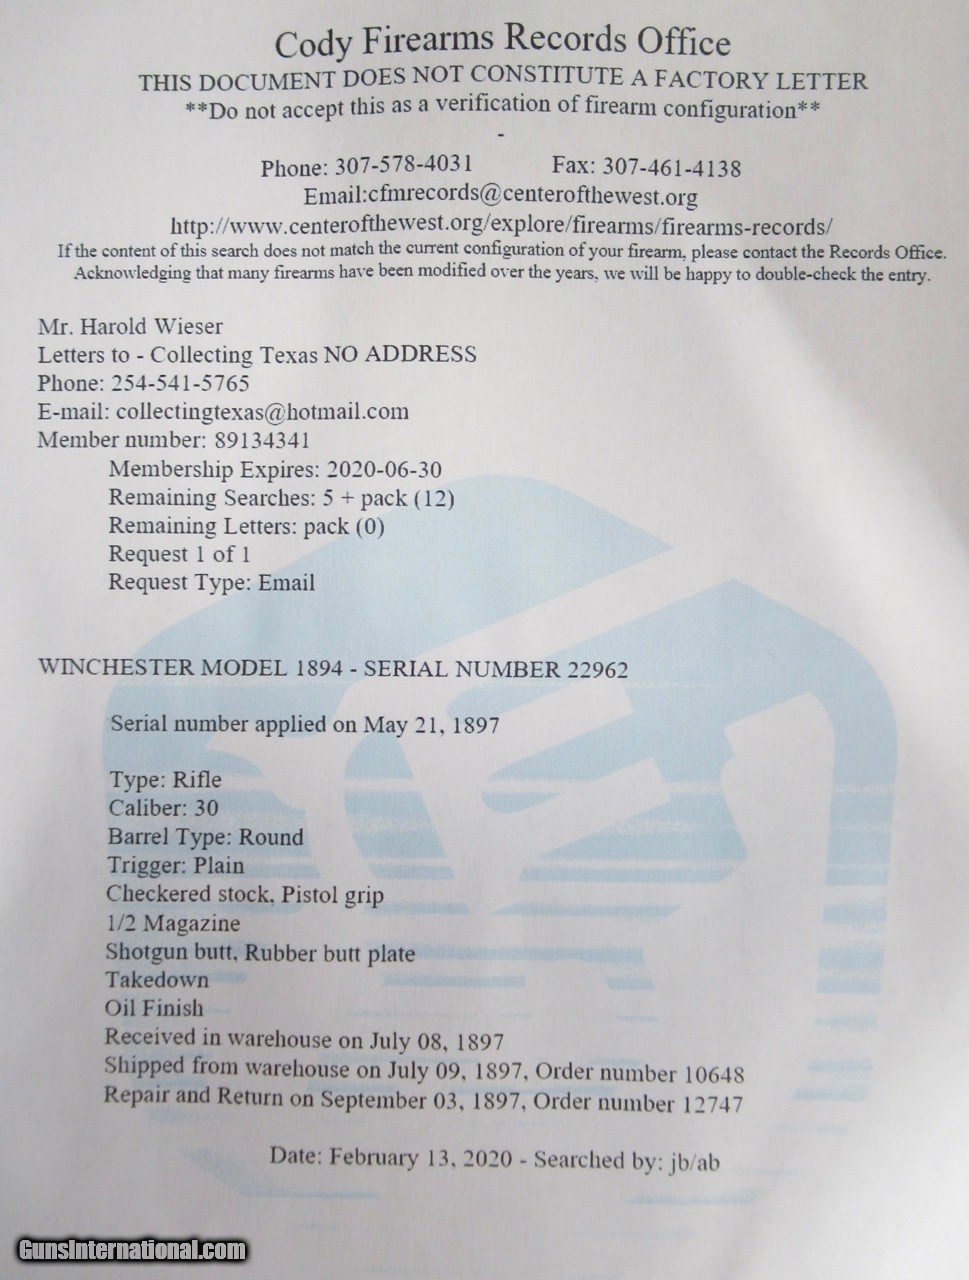 Cody Firearms Records Office
THIS DOCUMENT DOES NOT CONSTITUTE A FACTORY LETTER
**Do not accept this as a verification of firearm configuration**
-
Phone: 307-578-4031 Fax: 307-461-4138
Email:cfmrecords@centerofthewest.org
http://www.centerofthewest.org/explore/firearms/firearms-records/
If the content of this search does not match the current configuration of your firearm, please contact the Records Office.
Acknowledging that many firearms have been modified over the years, we will be happy to double-check the entry.
Mr. Harold Wieser
Letters to - Collecting Texas NO ADDRESS
Phone: 254-541-5765
E-mail: collectingtexas@hotmail.com
Member number: 89134341
Membership Expires: 2020-06-30
Remaining Searches: 5 + pack (12)
Remaining Letters: pack (0)
Request 1 of 1
Request Type: Email
WINCHESTER MODEL 1894 - SERIAL NUMBER 22962
Serial number applied on May 21, 1897
Type: Rifle
Caliber: 30
Barrel Type: Round
Trigger: Plain
Checkered stock, Pistol grip
1/2 Magazine
Shotgun butt, Rubber butt plate
Takedown
Oil Finish
Received in warehouse on July 08, 1897
Shipped from warehouse on July 09, 1897, Order number 10648
Repair and Return on September 03, 1897, Order number 12747
Date: February 13, 2020 - Searched by: jb/ab
GunsInternational.com